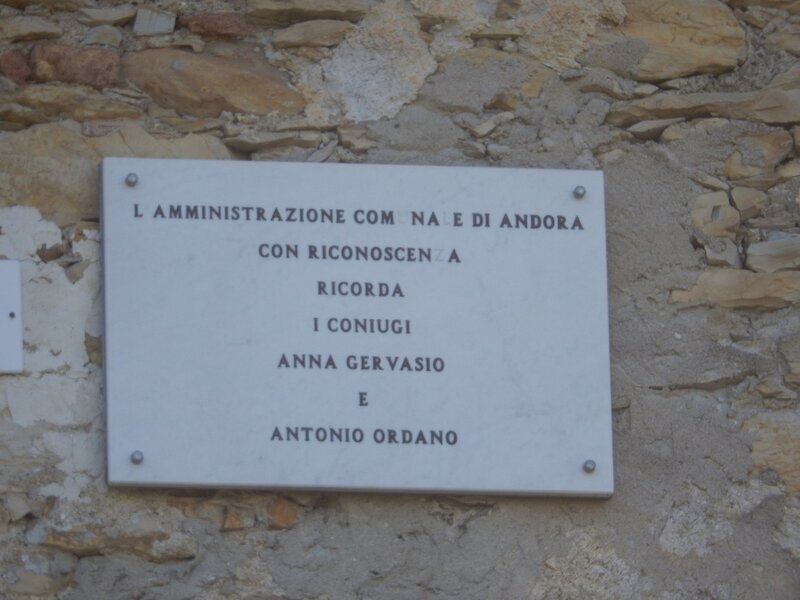 L AMMINISTRAZIONE COMUNALE DI ANDORA
CON RICONOSCENZA
RICORDA
I CONIUGI
ANNA GERVASIO
E
ANTONIO ORDANO